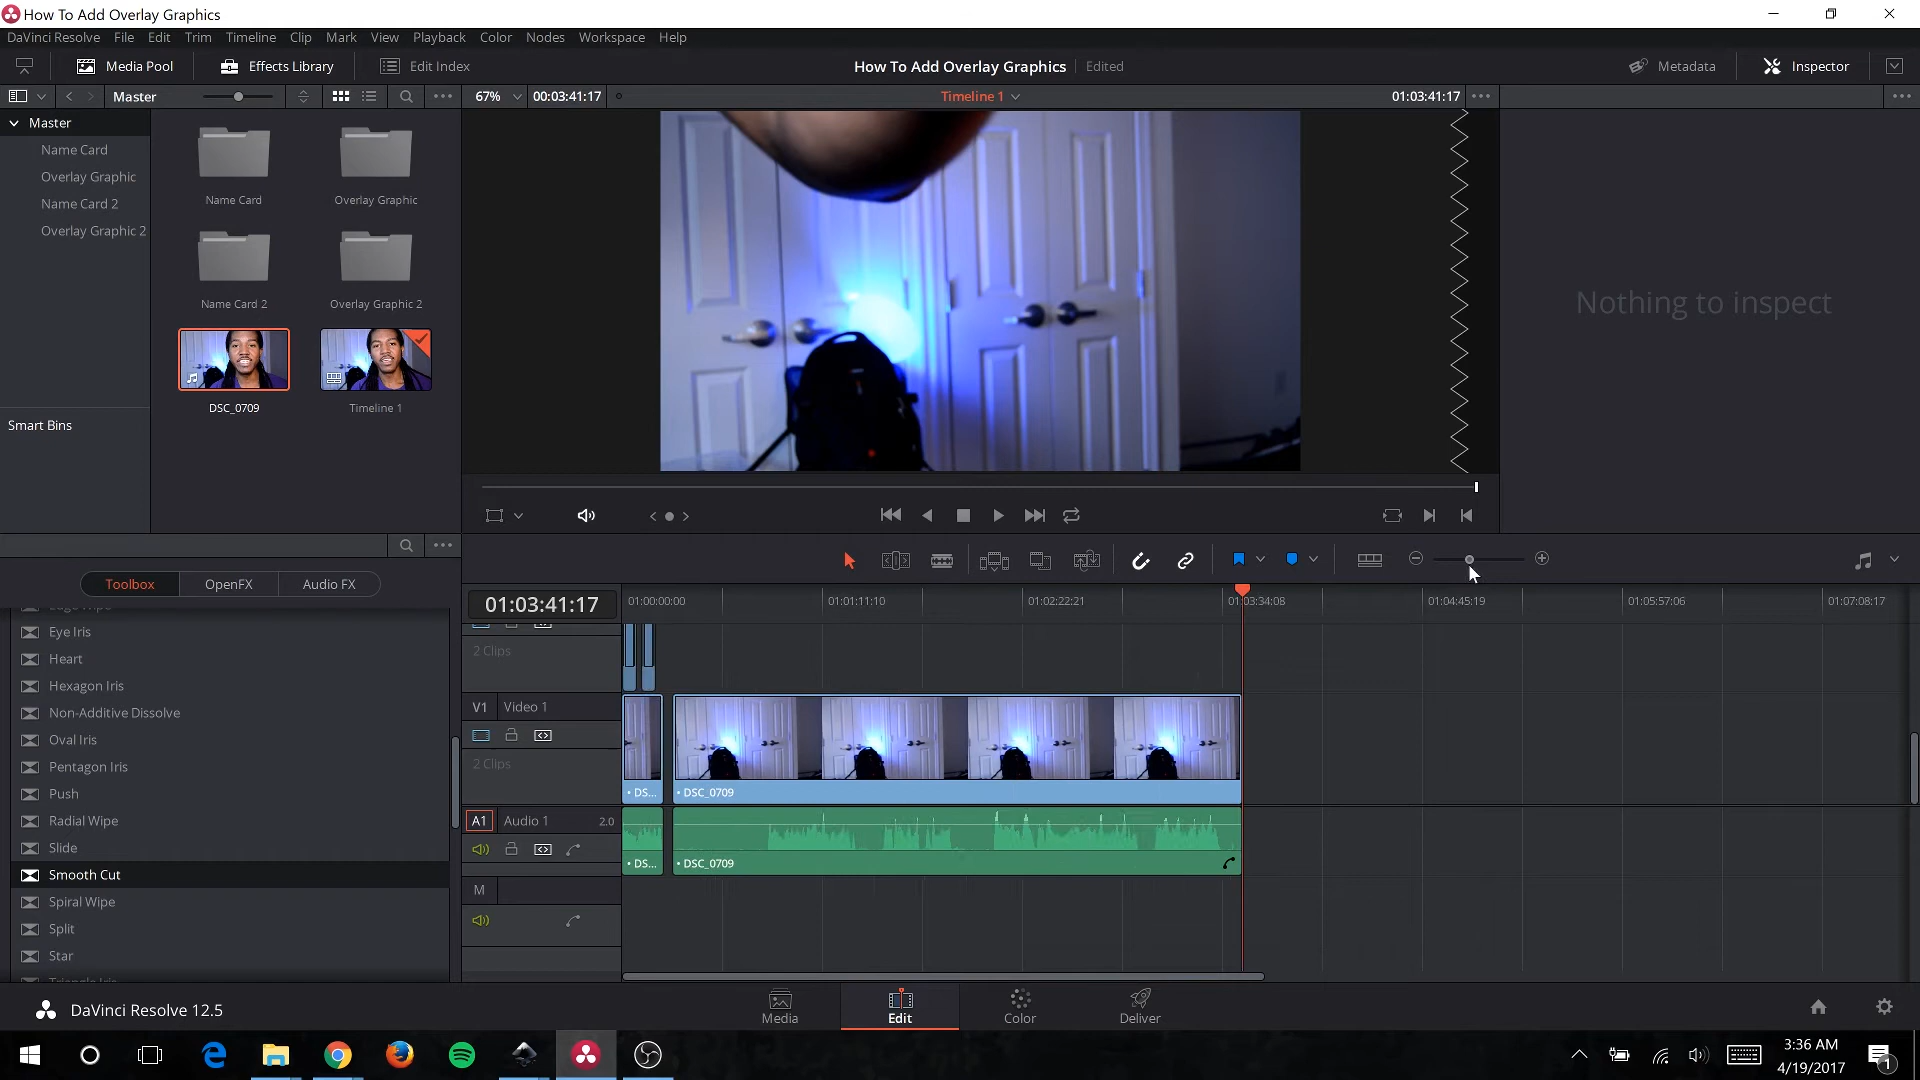 How To Add Overlay Graphics
DaVinci Resolve File Edit Trim Timeline Clip Mark View Playback Color Nodes Workspace Help
Media Pool Effects Library Edit Index How To Add Overlay Graphics Edited Metadata Inspector
Master 67% 00:03:41:17 Timeline 1 01:03:41:17
Master
Name Card
Overlay Graphic
Name Card 2
Overlay Graphic 2
Smart Bins
Name Card Overlay Graphic
Name Card 2 Overlay Graphic 2
DSC_0709 Timeline 1
Nothing to inspect
Toolbox OpenFX Audio FX
Edge Wipe
Eye Iris
Heart
Hexagon Iris
Non-Additive Dissolve
Oval Iris
Pentagon Iris
Push
Radial Wipe
Slide
Smooth Cut
Spiral Wipe
Split
Star
Triangle Iris
01:03:41:17 01:00:00:00 01:01:11:10 01:02:22:21 01:03:34:08 01:04:45:19 01:05:57:06 01:07:08:17
2 Clips
V1 Video 1
2 Clips
• DS... • DSC_0709
A1 Audio 1 2.0
• DS... • DSC_0709
M
DaVinci Resolve 12.5
Media Edit Color Deliver
3:36 AM
4/19/2017
1